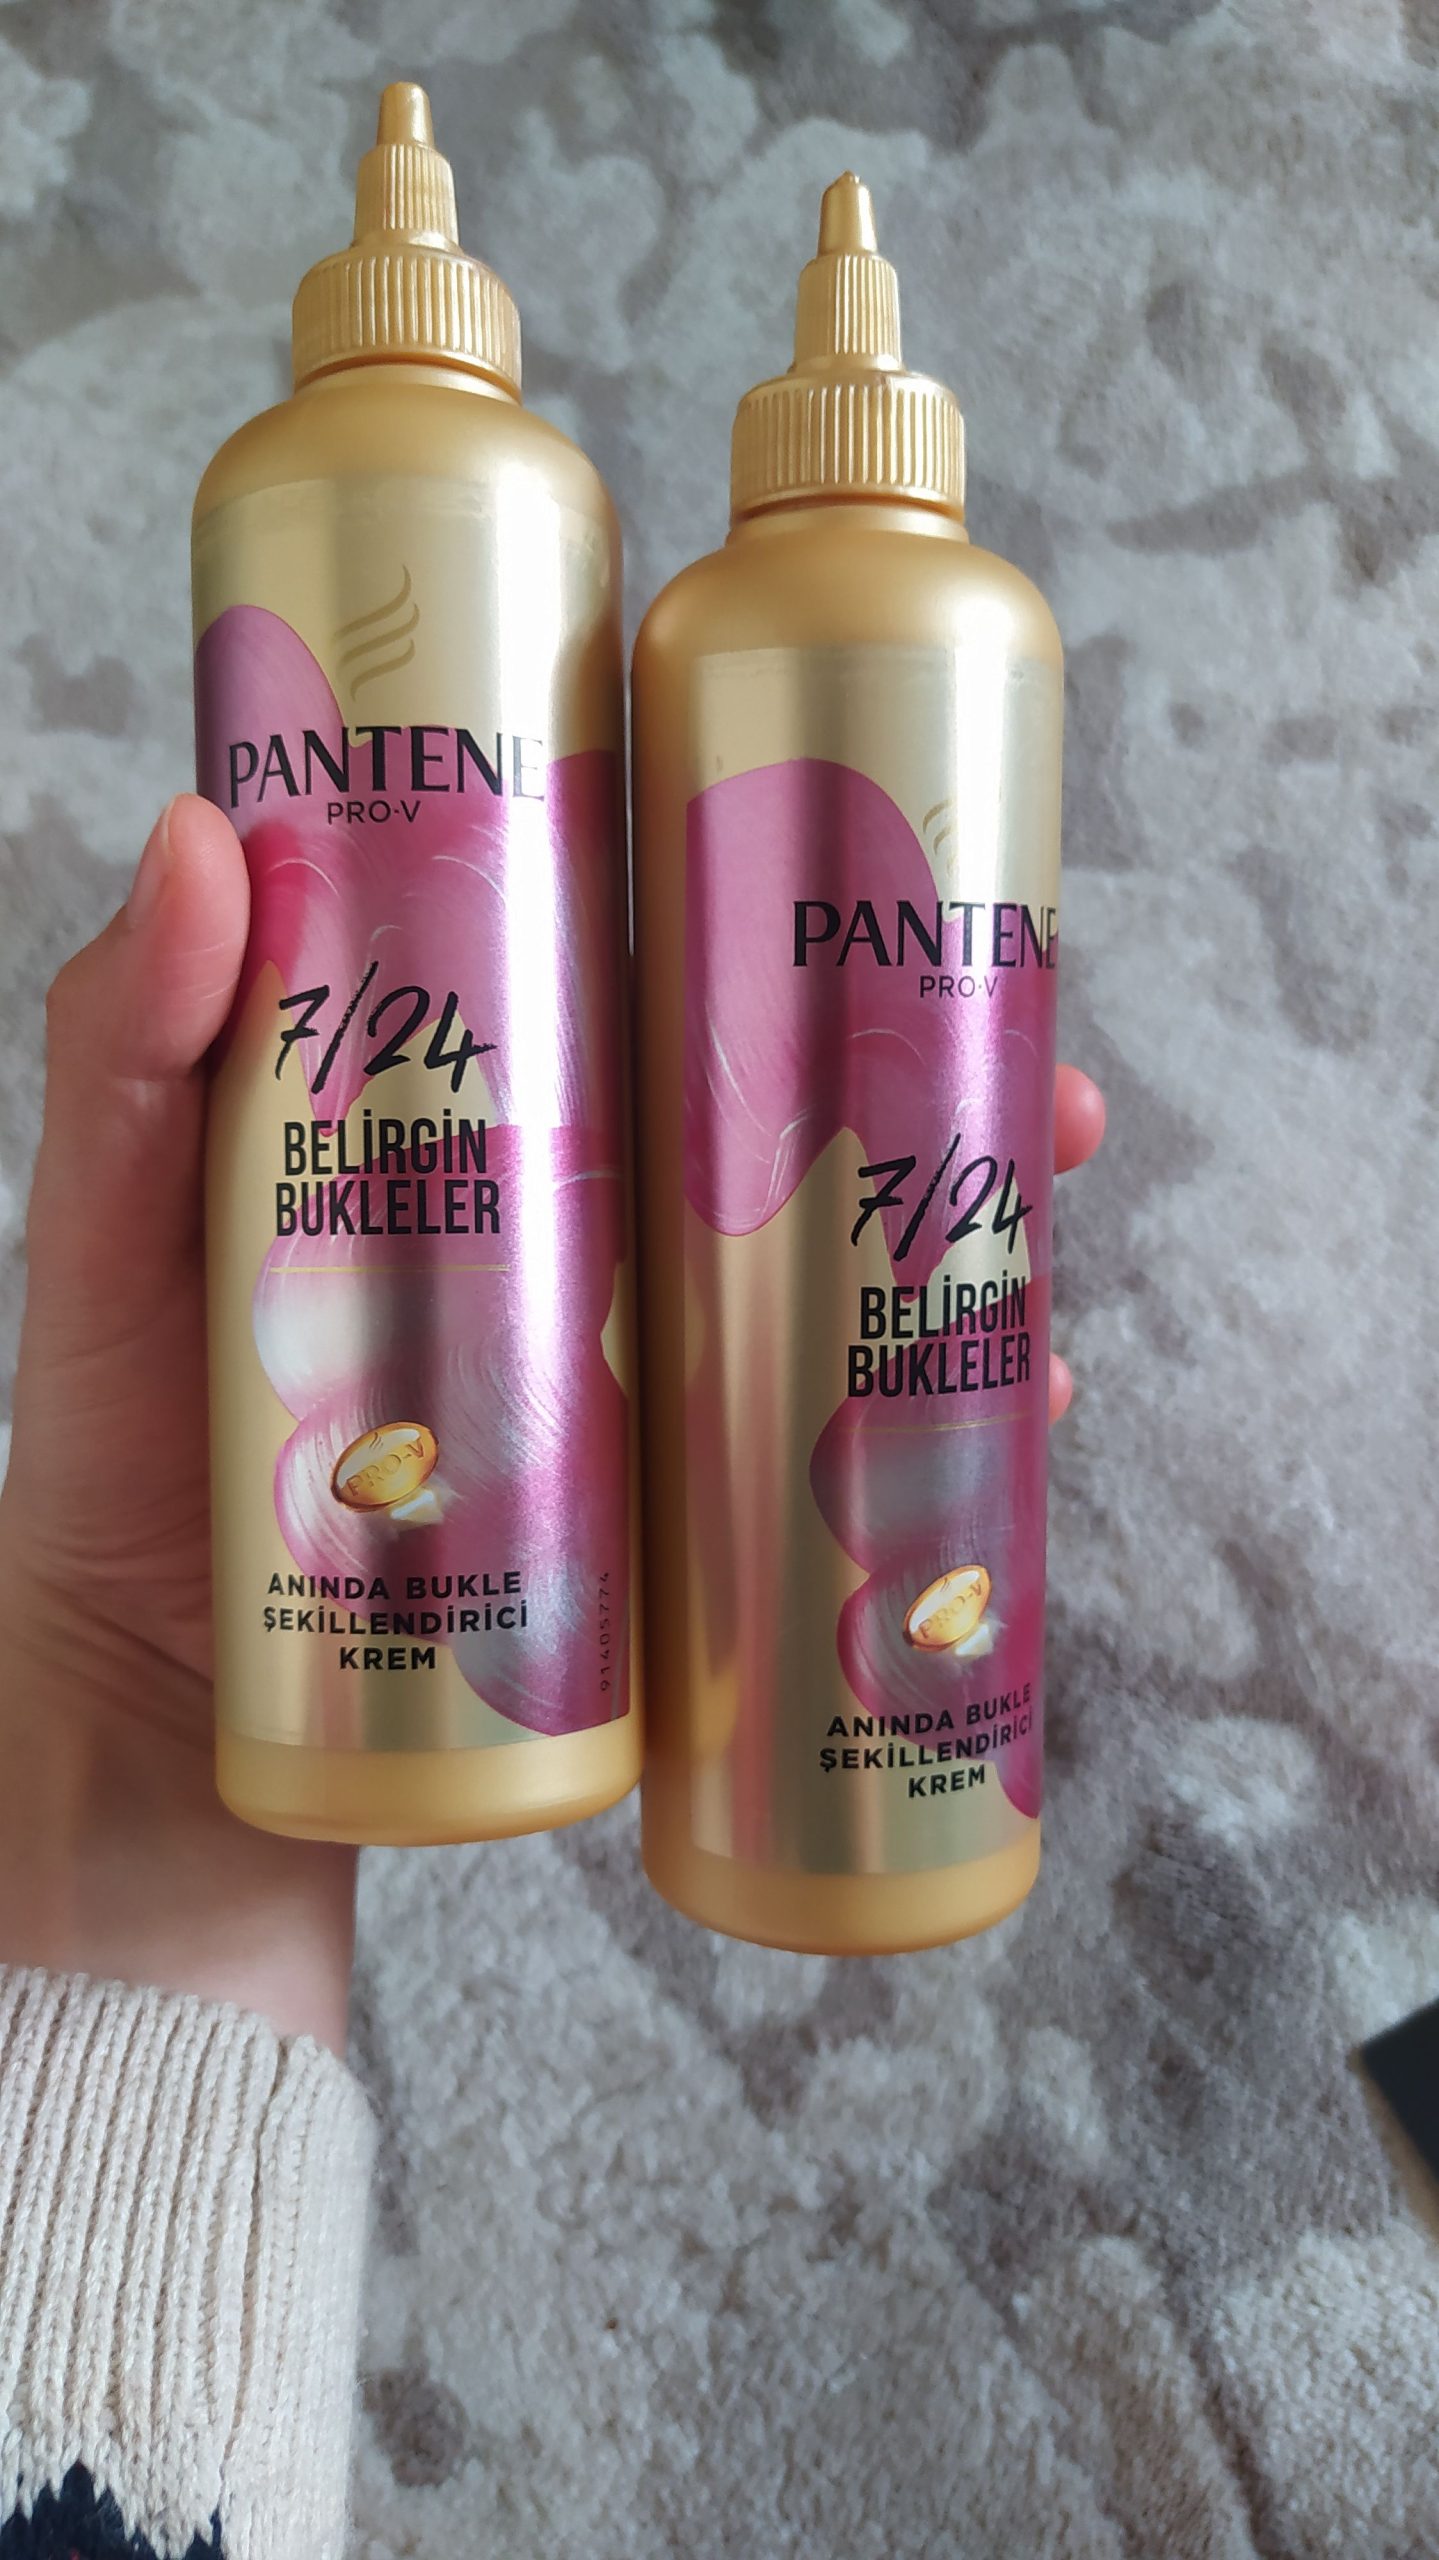 PANTENE
PRO-V
7/24
BELİRGİN
BUKLELER
PRO-V
ANINDA BUKLE
ŞEKİLLENDİRİCİ
KREM
91405774
PANTENE
PRO-V
7/24
BELİRGİN
BUKLELER
PRO-V
ANINDA BUKLE
ŞEKİLLENDİRİCİ
KREM